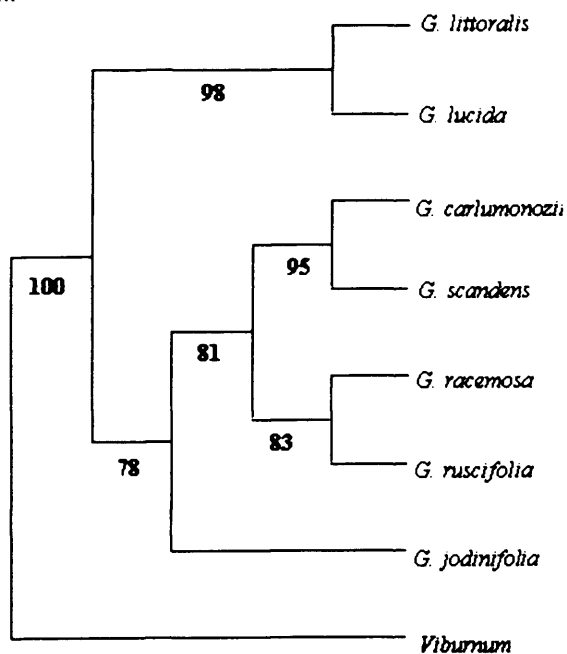 G. littoralis
98
G. lucida
G. carlumonozii
95
G. scandens
100
81
G. racemosa
83
G. ruscifolia
78
G. jodinifolia
Viburnum